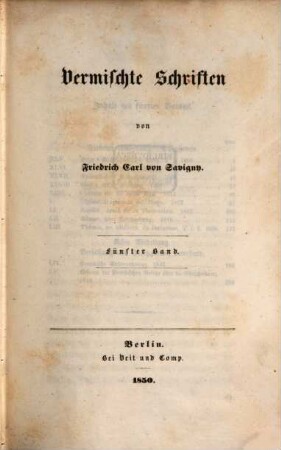 Vermischte Schriften
von
Friedrich Carl von Savigny.
Fünfter Band.
Berlin.
Bei Veit und Comp.
1850.